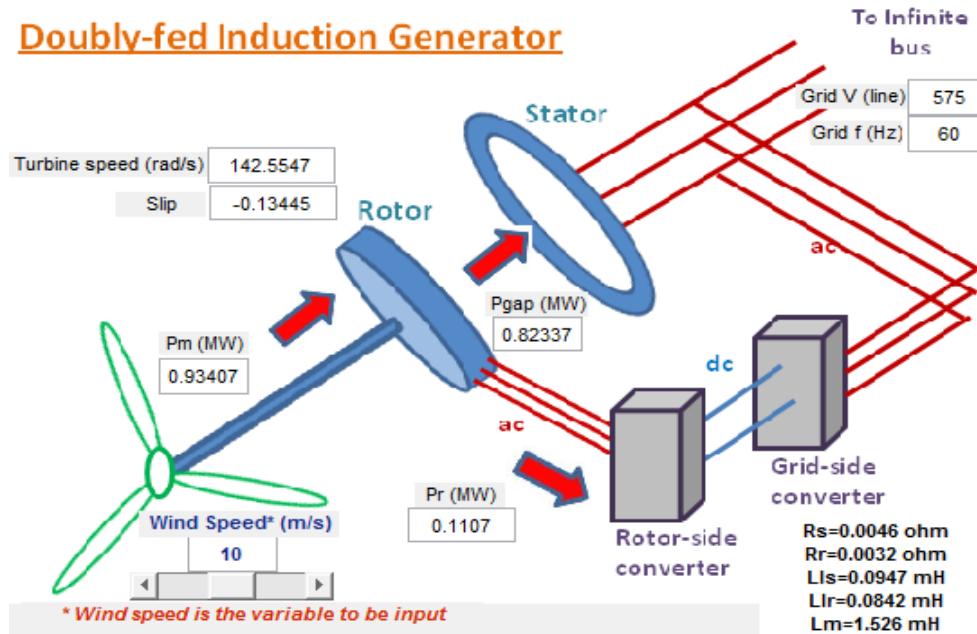 Doubly-fed Induction Generator
To Infinite
bus
Grid V (line) 575
Grid f (Hz) 60
Stator
Turbine speed (rad/s) 142.5547
Slip -0.13445
Rotor
ac
Pgap (MW)
0.82337
Pm (MW)
0.93407
dc
ac
Grid-side
converter
Pr (MW)
0.1107
Rotor-side
converter
Wind Speed* (m/s)
10
* Wind speed is the variable to be input
Rs=0.0046 ohm
Rr=0.0032 ohm
Lls=0.0947 mH
Llr=0.0842 mH
Lm=1.526 mH